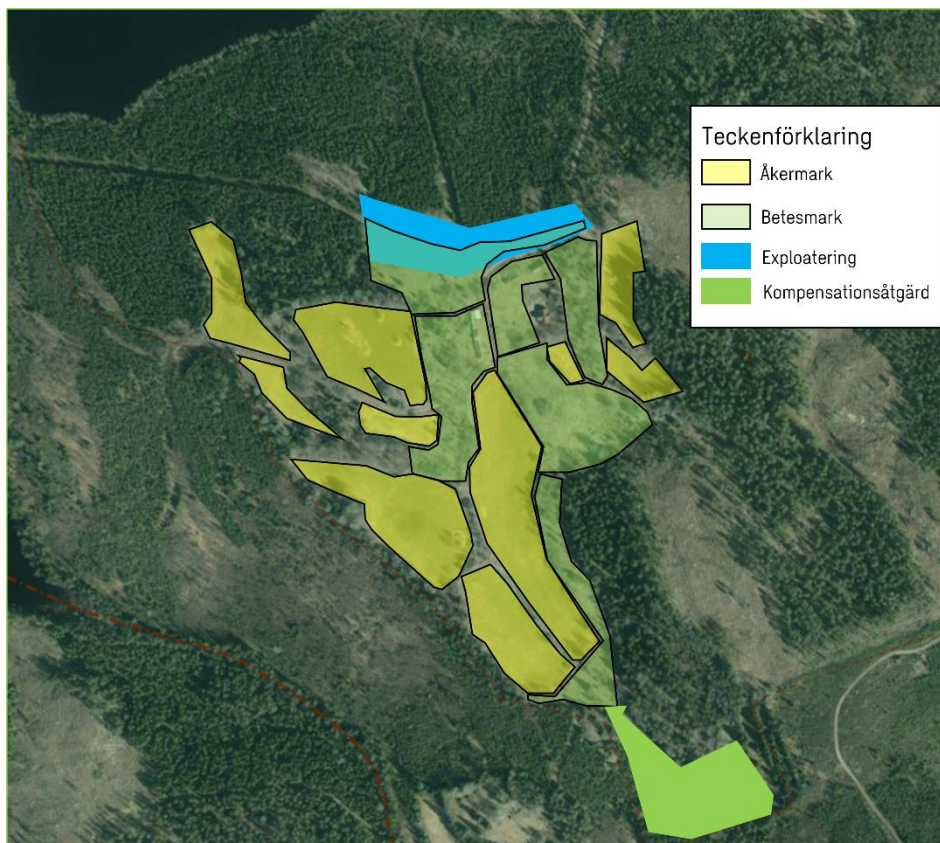 Teckenförklaring
Åkermark
Betesmark
Exploatering
Kompensationsåtgärd